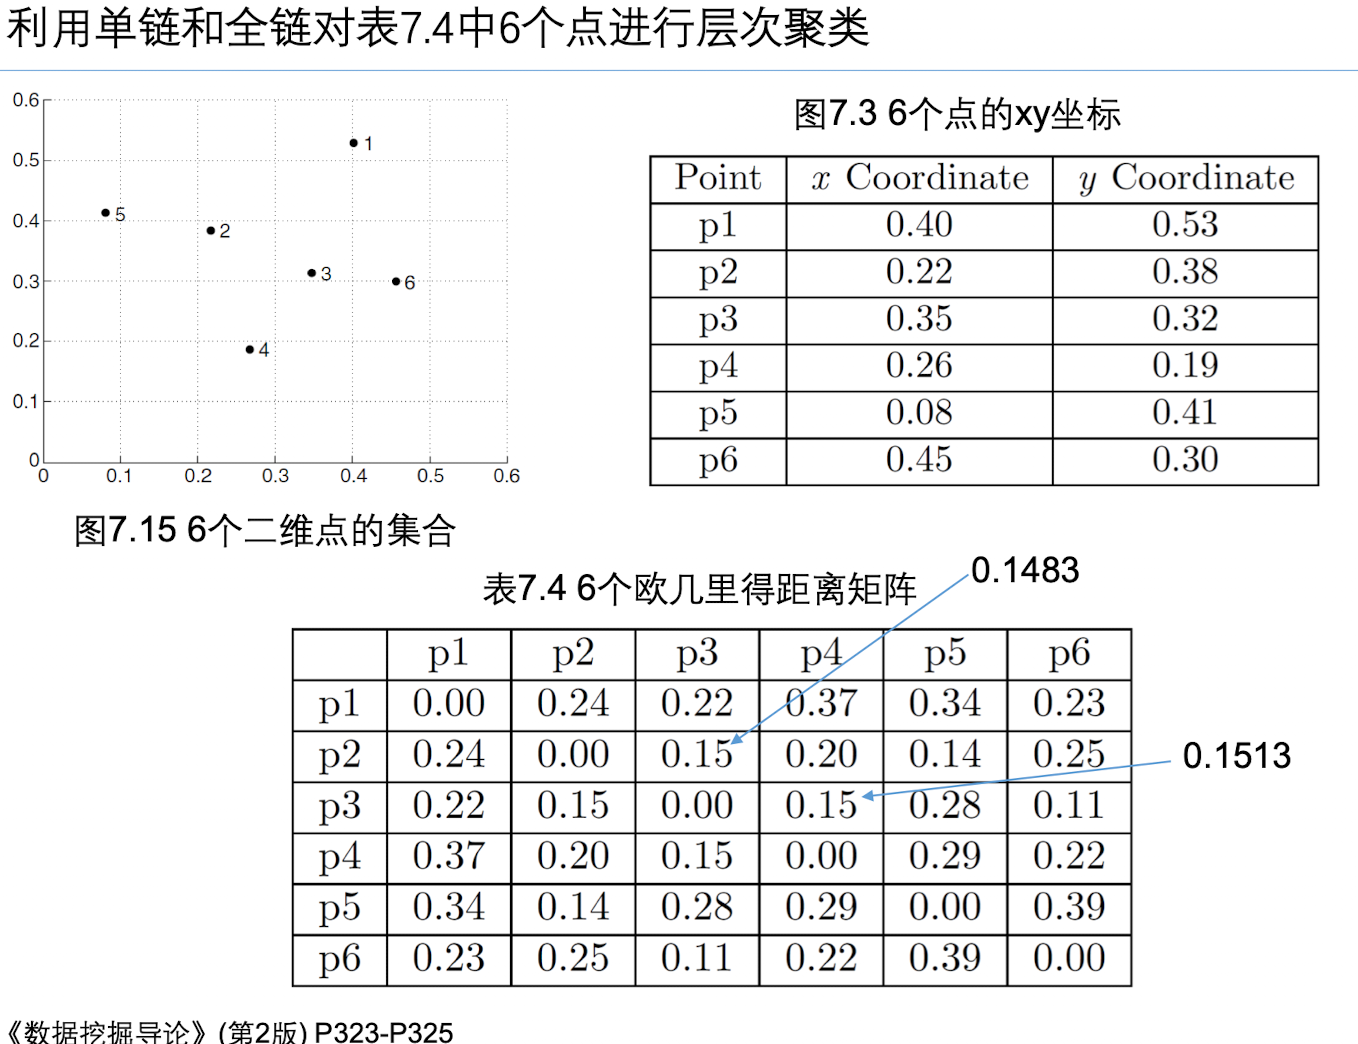 利用单链和全链对表7.4中6个点进行层次聚类
0.6
0.5
0.4
0.3
0.2
0.1
0
0 0.1 0.2 0.3 0.4 0.5 0.6
1
5
2
3
6
4
图7.15 6个二维点的集合
图7.3 6个点的xy坐标
Point x Coordinate y Coordinate
p1 0.40 0.53
p2 0.22 0.38
p3 0.35 0.32
p4 0.26 0.19
p5 0.08 0.41
p6 0.45 0.30
表7.4 6个欧几里得距离矩阵
0.1483
p1 p2 p3 p4 p5 p6
p1 0.00 0.24 0.22 0.37 0.34 0.23
p2 0.24 0.00 0.15 0.20 0.14 0.25
p3 0.22 0.15 0.00 0.15 0.28 0.11
p4 0.37 0.20 0.15 0.00 0.29 0.22
p5 0.34 0.14 0.28 0.29 0.00 0.39
p6 0.23 0.25 0.11 0.22 0.39 0.00
0.1513
《数据挖掘导论》(第2版) P323-P325